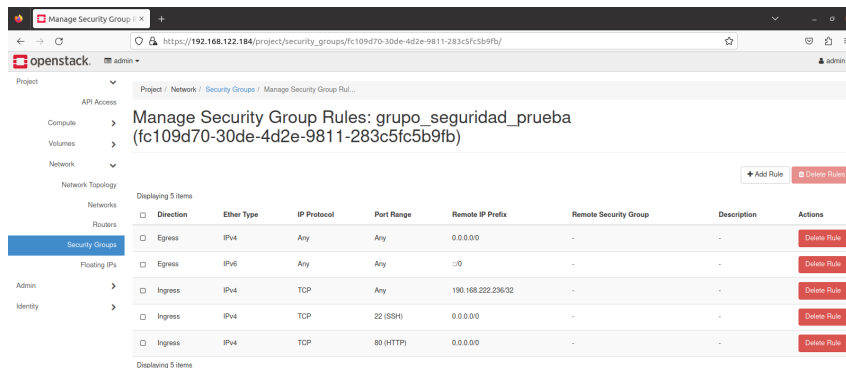 Manage Security Group R
https://192.168.122.184/project/security_groups/fc109d70-30de-4d2e-9811-283c5fc5b9fb/
openstack. admin
admin
Project
API Access
Compute
Volumes
Network
Network Topology
Networks
Routers
Security Groups
Floating IPs
Admin
Identity
Project / Network / Security Groups / Manage Security Group Rul...
Manage Security Group Rules: grupo_seguridad_prueba
(fc109d70-30de-4d2e-9811-283c5fc5b9fb)
+ Add Rule Delete Rules
Displaying 5 items
Direction Ether Type IP Protocol Port Range Remote IP Prefix Remote Security Group Description Actions
Egress IPv4 Any Any 0.0.0.0/0 - - Delete Rule
Egress IPv6 Any Any ::/0 - - Delete Rule
Ingress IPv4 TCP Any 190.168.222.236/32 - - Delete Rule
Ingress IPv4 TCP 22 (SSH) 0.0.0.0/0 - - Delete Rule
Ingress IPv4 TCP 80 (HTTP) 0.0.0.0/0 - - Delete Rule
Displaying 5 items